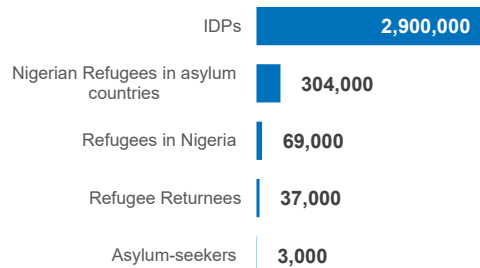 IDPs 2,900,000
Nigerian Refugees in asylum
countries 304,000
Refugees in Nigeria 69,000
Refugee Returnees 37,000
Asylum-seekers 3,000